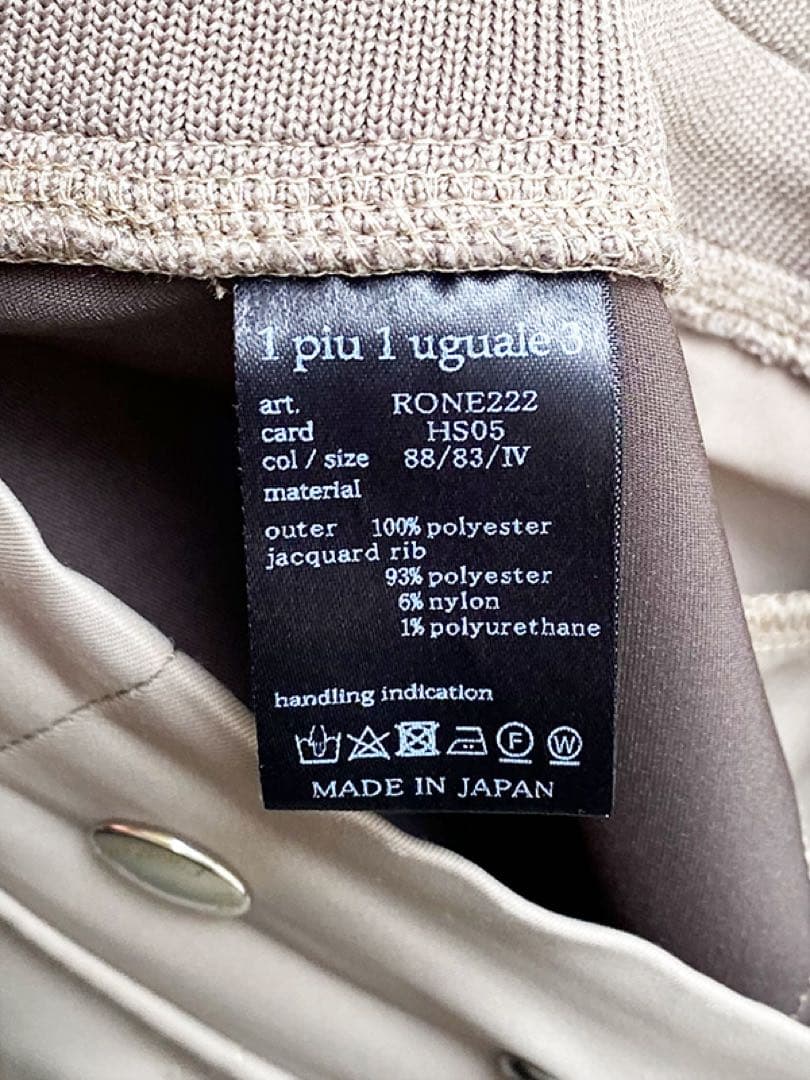 1 piu 1 uguale 3
art. RONE222
card HS05
col / size 88/83/IV
material
outer 100% polyester
jacquard rib
93% polyester
6% nylon
1% polyurethane
handling indication
F W
MADE IN JAPAN